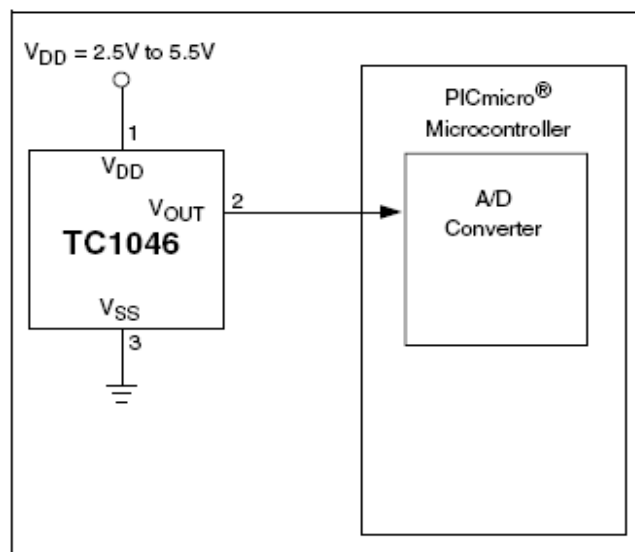 VDD = 2.5V to 5.5V
1
VDD
VOUT
2
TC1046
VSS
3
PICmicro®
Microcontroller
A/D
Converter